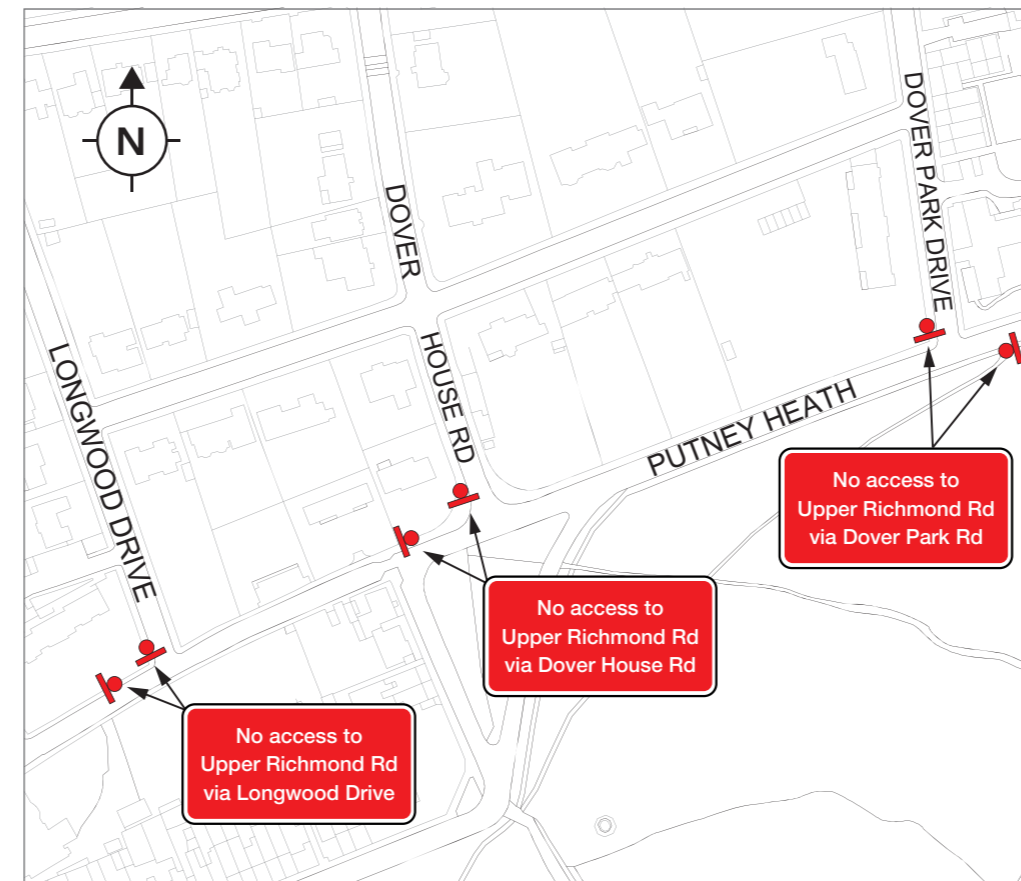 N
DOVER PARK DRIVE
DOVER
HOUSE RD
LONGWOOD DRIVE
PUTNEY HEATH
No access to
Upper Richmond Rd
via Dover Park Rd
No access to
Upper Richmond Rd
via Dover House Rd
No access to
Upper Richmond Rd
via Longwood Drive